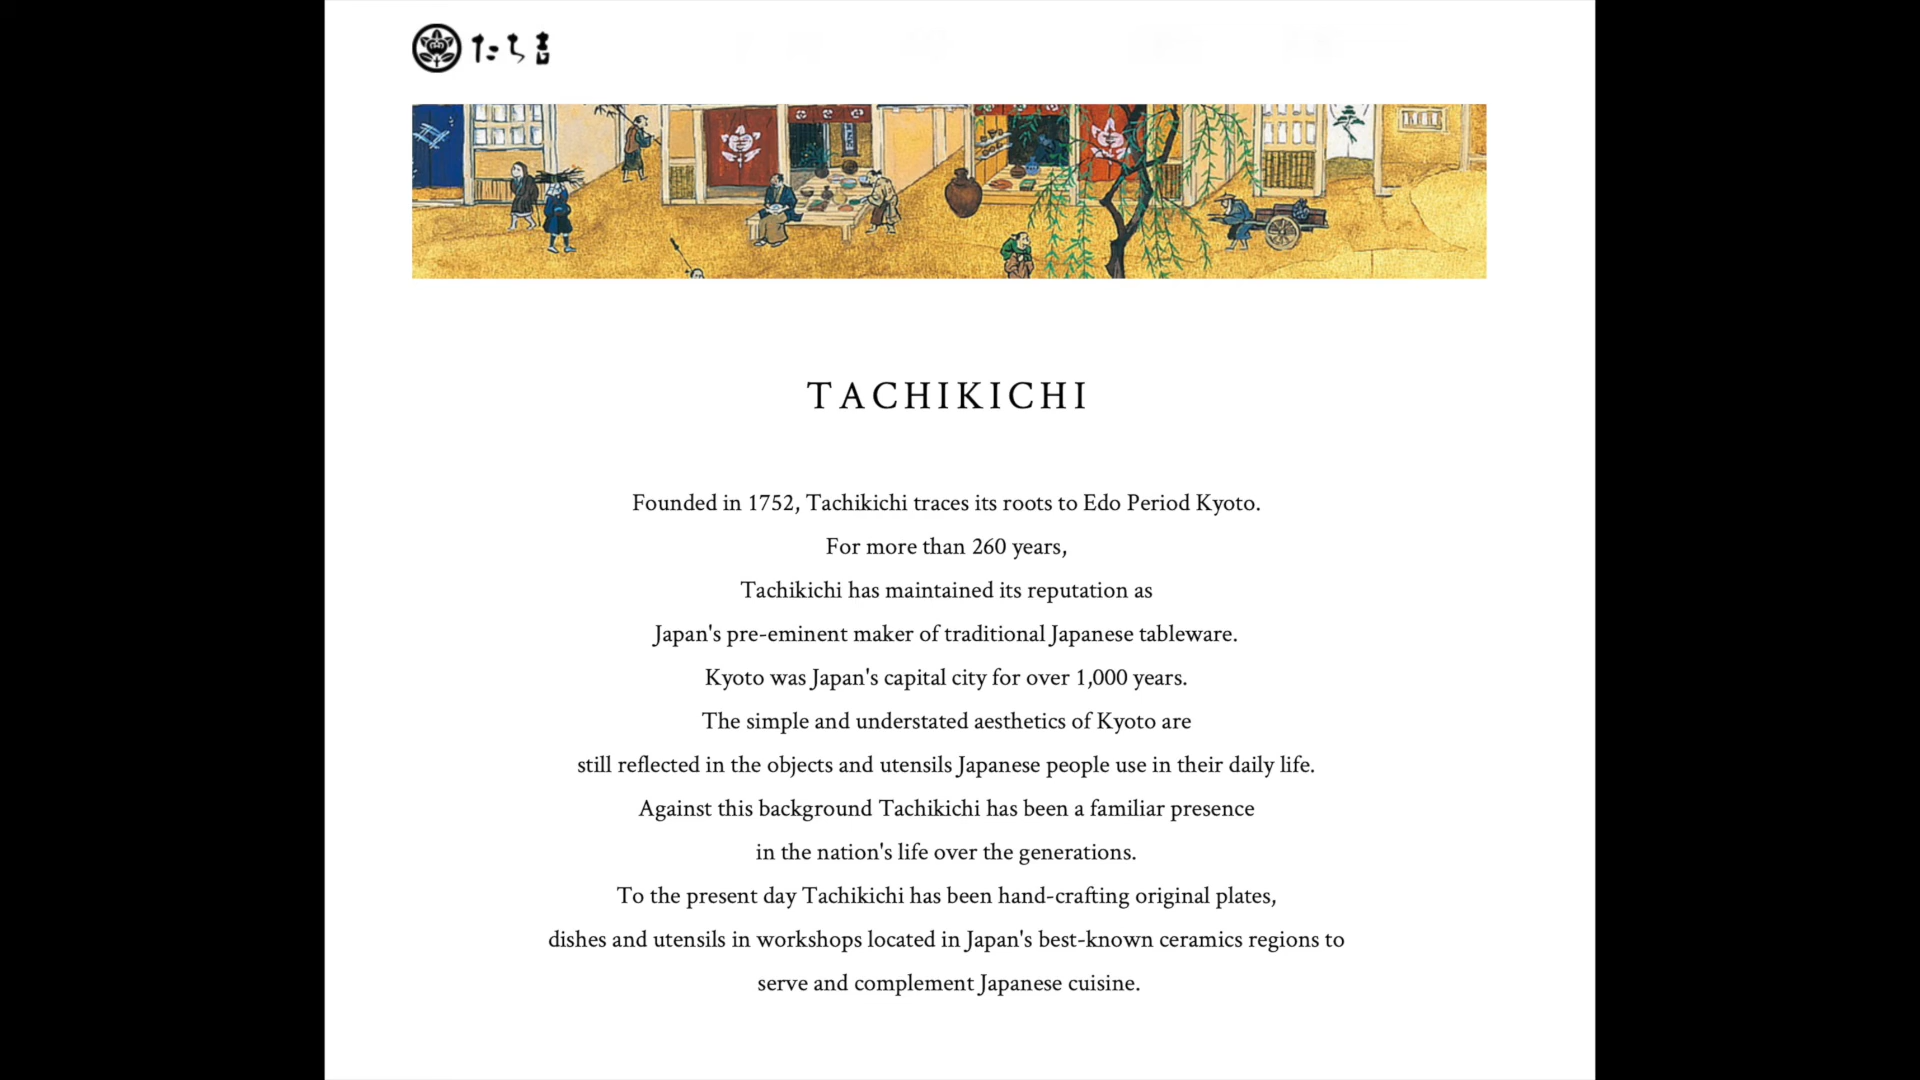 たち吉
TACHIKICHI
Founded in 1752, Tachikichi traces its roots to Edo Period Kyoto.
For more than 260 years,
Tachikichi has maintained its reputation as
Japan's pre-eminent maker of traditional Japanese tableware.
Kyoto was Japan's capital city for over 1,000 years.
The simple and understated aesthetics of Kyoto are
still reflected in the objects and utensils Japanese people use in their daily life.
Against this background Tachikichi has been a familiar presence
in the nation's life over the generations.
To the present day Tachikichi has been hand-crafting original plates,
dishes and utensils in workshops located in Japan's best-known ceramics regions to
serve and complement Japanese cuisine.